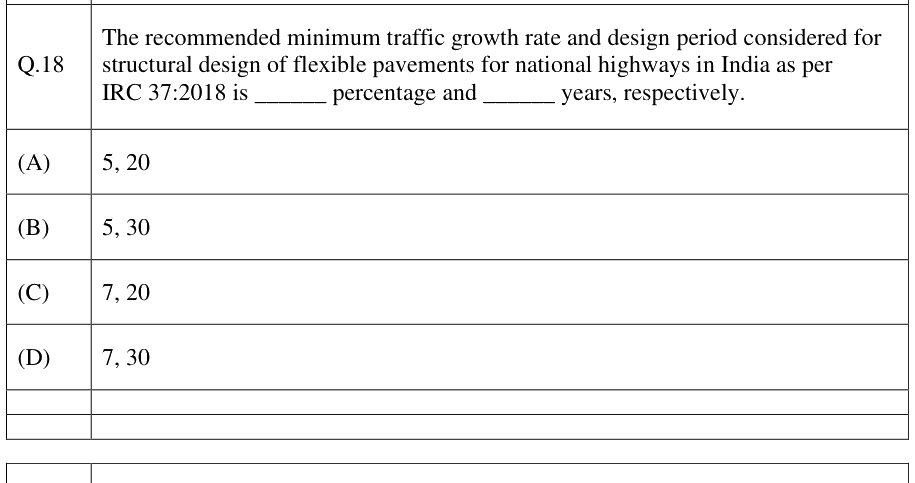 Q.18
The recommended minimum traffic growth rate and design period considered for
structural design of flexible pavements for national highways in India as per
IRC 37:2018 is ______ percentage and ______ years, respectively.
(A) 5, 20
(B) 5, 30
(C) 7, 20
(D) 7, 30